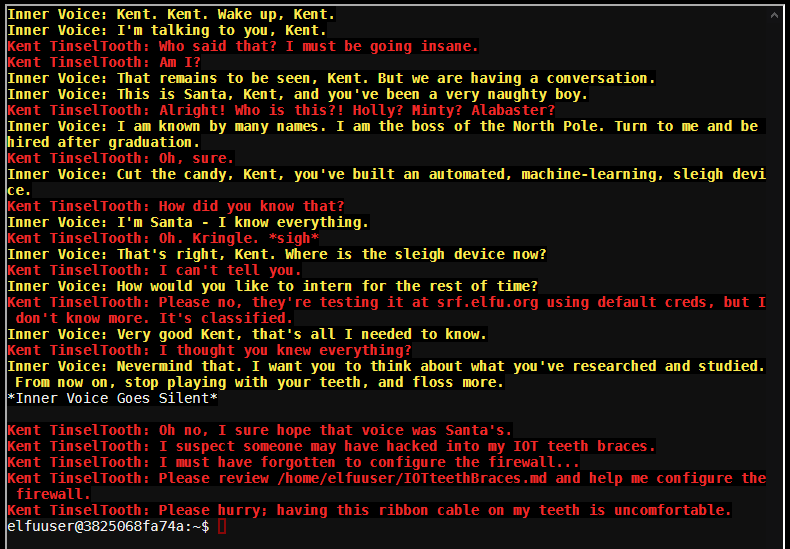 Inner Voice: Kent. Kent. Wake up, Kent.
Inner Voice: I'm talking to you, Kent.
Kent TinselTooth: Who said that? I must be going insane.
Kent TinselTooth: Am I?
Inner Voice: That remains to be seen, Kent. But we are having a conversation.
Inner Voice: This is Santa, Kent, and you've been a very naughty boy.
Kent TinselTooth: Alright! Who is this?! Holly? Minty? Alabaster?
Inner Voice: I am known by many names. I am the boss of the North Pole. Turn to me and be
hired after graduation.
Kent TinselTooth: Oh, sure.
Inner Voice: Cut the candy, Kent, you've built an automated, machine-learning, sleigh devi
ce.
Kent TinselTooth: How did you know that?
Inner Voice: I'm Santa - I know everything.
Kent TinselTooth: Oh. Kringle. *sigh*
Inner Voice: That's right, Kent. Where is the sleigh device now?
Kent TinselTooth: I can't tell you.
Inner Voice: How would you like to intern for the rest of time?
Kent TinselTooth: Please no, they're testing it at srf.elfu.org using default creds, but I
don't know more. It's classified.
Inner Voice: Very good Kent, that's all I needed to know.
Kent TinselTooth: I thought you knew everything?
Inner Voice: Nevermind that. I want you to think about what you've researched and studied.
From now on, stop playing with your teeth, and floss more.
*Inner Voice Goes Silent*
Kent TinselTooth: Oh no, I sure hope that voice was Santa's.
Kent TinselTooth: I suspect someone may have hacked into my IOT teeth braces.
Kent TinselTooth: I must have forgotten to configure the firewall...
Kent TinselTooth: Please review /home/elfuuser/IOTteethBraces.md and help me configure the
firewall.
Kent TinselTooth: Please hurry; having this ribbon cable on my teeth is uncomfortable.
elfuuser@3825068fa74a:~$